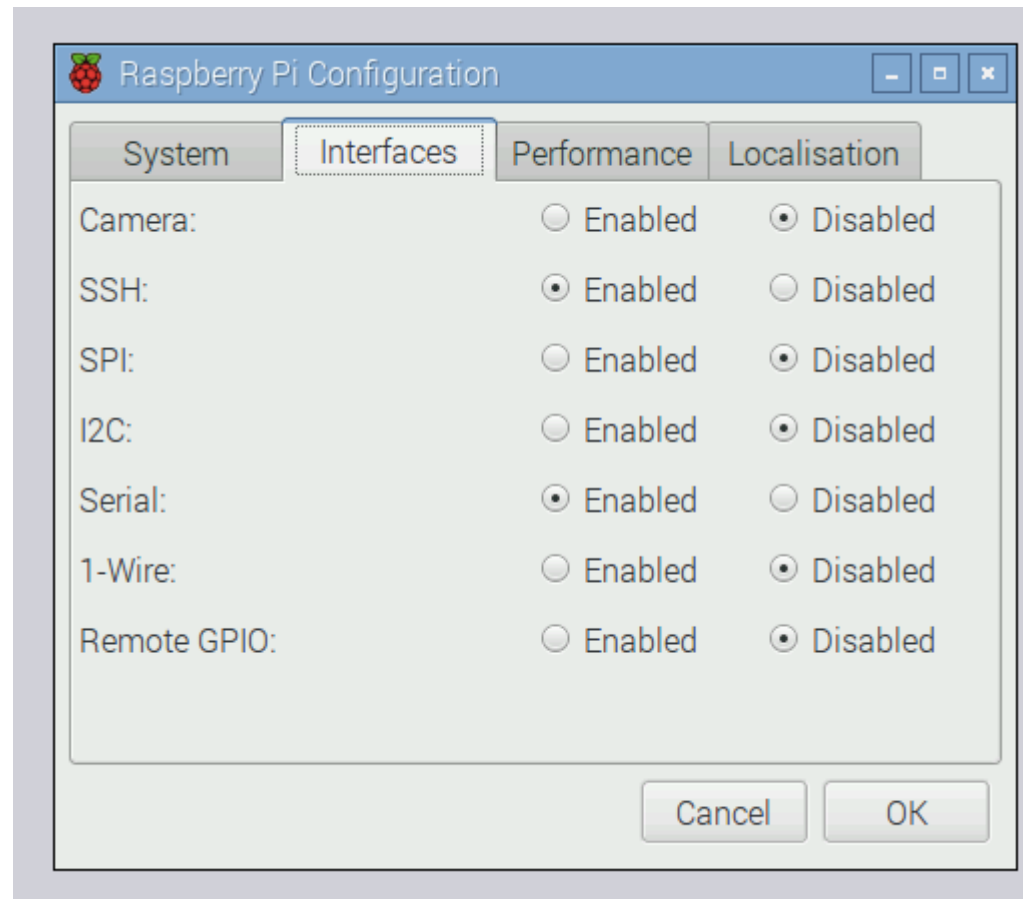 Raspberry Pi Configuration
System Interfaces Performance Localisation
Camera: Enabled Disabled
SSH: Enabled Disabled
SPI: Enabled Disabled
I2C: Enabled Disabled
Serial: Enabled Disabled
1-Wire: Enabled Disabled
Remote GPIO: Enabled Disabled
Cancel OK